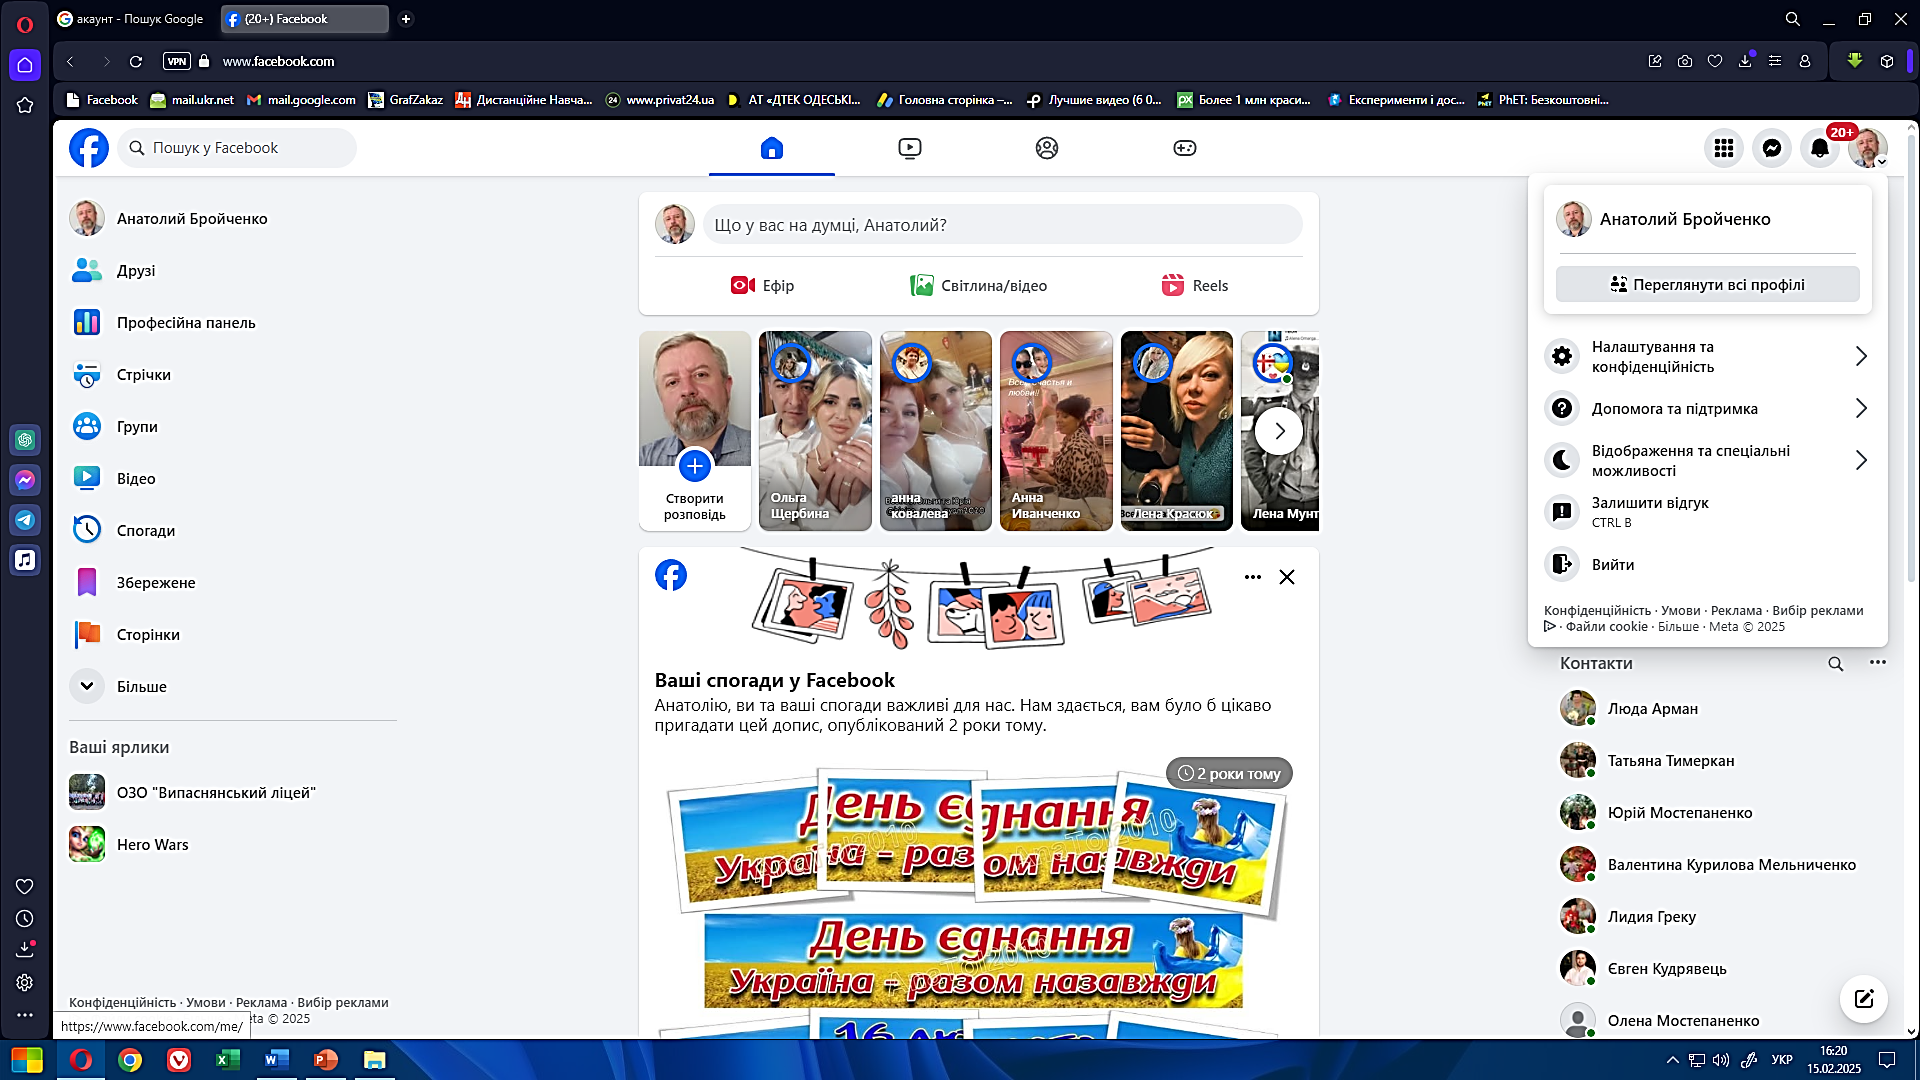 акаунт - Пошук Google
(20+) Facebook
VPN
www.facebook.com
Facebook
mail.ukr.net
mail.google.com
GrafZakaz
Дистанційне Навча...
www.privat24.ua
АТ «ДТЕК ОДЕСЬКІ...
Головна сторінка –...
Лучшие видео (6 0...
Более 1 млн краси...
Експерименти і дос...
PhET: Безкоштовні...
Пошук у Facebook
20+
Анатолий Бройченко
Друзі
Професійна панель
Стрічки
Групи
Відео
Спогади
Збережене
Сторінки
Більше
Ваші ярлики
ОЗО "Випаснянський ліцей"
Hero Wars
Конфіденційність · Умови · Реклама · Вибір реклами
eta © 2025
https://www.facebook.com/me/
Що у вас на думці, Анатолий?
Ефір
Світлина/відео
Reels
Створити
розповідь
Ольга
Щербина
анна
ковалева
Анна
Иванченко
Лена Красюк
Лена Мунт
Ваші спогади у Facebook
Анатолію, ви та ваші спогади важливі для нас. Нам здається, вам було б цікаво
пригадати цей допис, опублікований 2 роки тому.
2 роки тому
День єднання
Україна - разом назавжди
День єднання
Україна - разом назавжди
Анатолий Бройченко
Переглянути всі профілі
Налаштування та
конфіденційність
Допомога та підтримка
Відображення та спеціальні
можливості
Залишити відгук
CTRL B
Вийти
Конфіденційність · Умови · Реклама · Вибір реклами
· Файли cookie · Більше · Meta © 2025
Контакти
Люда Арман
Татьяна Тимеркан
Юрій Мостепаненко
Валентина Курилова Мельниченко
Лидия Греку
Євген Кудрявець
Олена Мостепаненко
УКР
16:20
15.02.2025